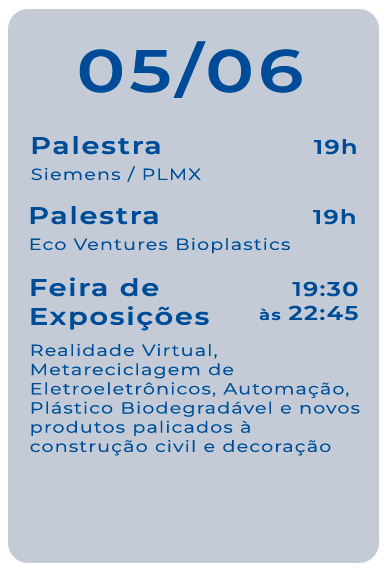 05/06
Palestra 19h
Siemens / PLMX
Palestra 19h
Eco Ventures Bioplastics
Feira de 19:30
Exposições às 22:45
Realidade Virtual,
Metareciclagem de
Eletroeletrônicos, Automação,
Plástico Biodegradável e novos
produtos palicados à
construção civil e decoração